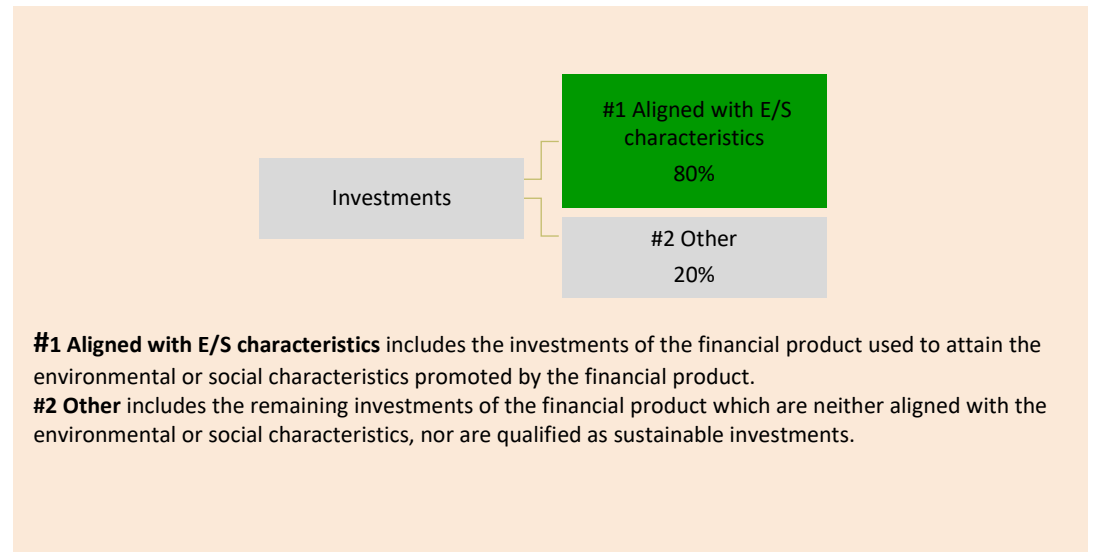 #1 Aligned with E/S
characteristics
80%
Investments
#2 Other
20%
#1 Aligned with E/S characteristics includes the investments of the financial product used to attain the
environmental or social characteristics promoted by the financial product.
#2 Other includes the remaining investments of the financial product which are neither aligned with the
environmental or social characteristics, nor are qualified as sustainable investments.